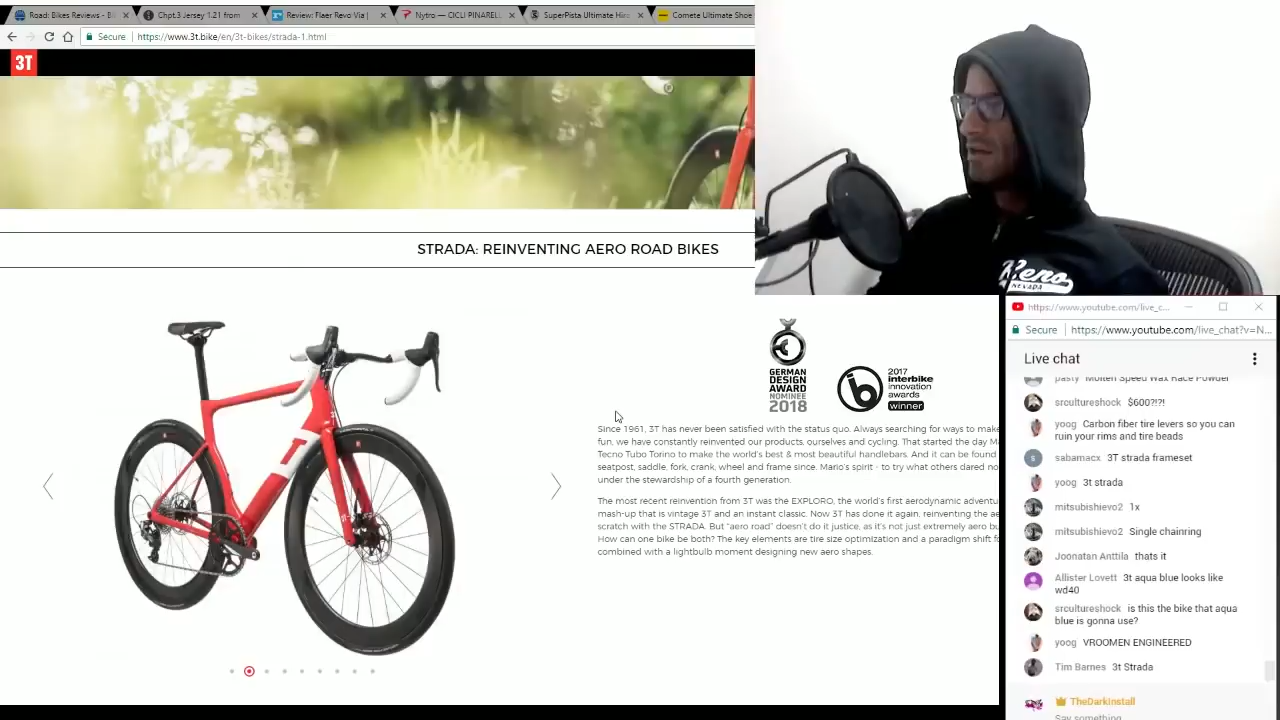 Road: Bikes Reviews - Bi
Chpt.3 Jersey 1.21 from
Review: Flaer Revo Via |
Nytro — CICLI PINARELL
SuperPista Ultimate Hiro
Comete Ultimate Shoe
Secure
https://www.3t.bike/en/3t-bikes/strada-1.html
3T
STRADA: REINVENTING AERO ROAD BIKES
GERMAN
DESIGN
AWARD
NOMINEE
2018
2017
interbike
innovation
awards
winner
Since 1961, 3T has never been satisfied with the status quo. Always searching for ways to make
fun, we have constantly reinvented our products, ourselves and cycling. That started the day M
Tecno Tubo Torino to make the world's best & most beautiful handlebars. And it can be found
seatpost, saddle, fork, crank, wheel and frame since. Mario's spirit - to try what others dared no
under the stewardship of a fourth generation.
The most recent reinvention from 3T was the EXPLORO, the world's first aerodynamic adventu
mash-up that is vintage 3T and an instant classic. Now 3T has done it again, reinventing the ae
scratch with the STRADA. But "aero road" doesn't do it justice, as it's not just extremely aero bu
How can one bike be both? The key elements are tire size optimization and a paradigm shift fo
combined with a lightbulb moment designing new aero shapes.
Reno
NEVADA
https://www.youtube.com/live_c...
Secure
https://www.youtube.com/live_chat?v=N...
Live chat
pasty Molten Speed Wax Race Powder
srcultureshock $600?!?!
yoog Carbon fiber tire levers so you can
ruin your rims and tire beads
sabamacx 3T strada frameset
yoog 3t strada
mitsubishievo2 1x
mitsubishievo2 Single chainring
Joonatan Anttila thats it
Allister Lovett 3t aqua blue looks like
wd40
srcultureshock is this the bike that aqua
blue is gonna use?
yoog VROOMEN ENGINEERED
Tim Barnes 3t Strada
TheDarkInstall
Say something...